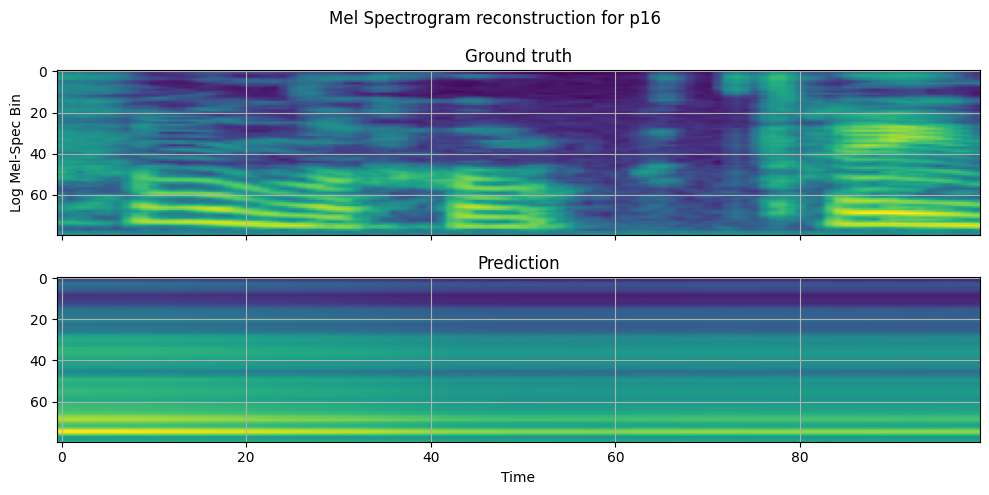 Mel Spectrogram reconstruction for p16
Ground truth
Log Mel-Spec Bin
0
20
40
60
Prediction
0
20
40
60
0 20 40 60 80
Time